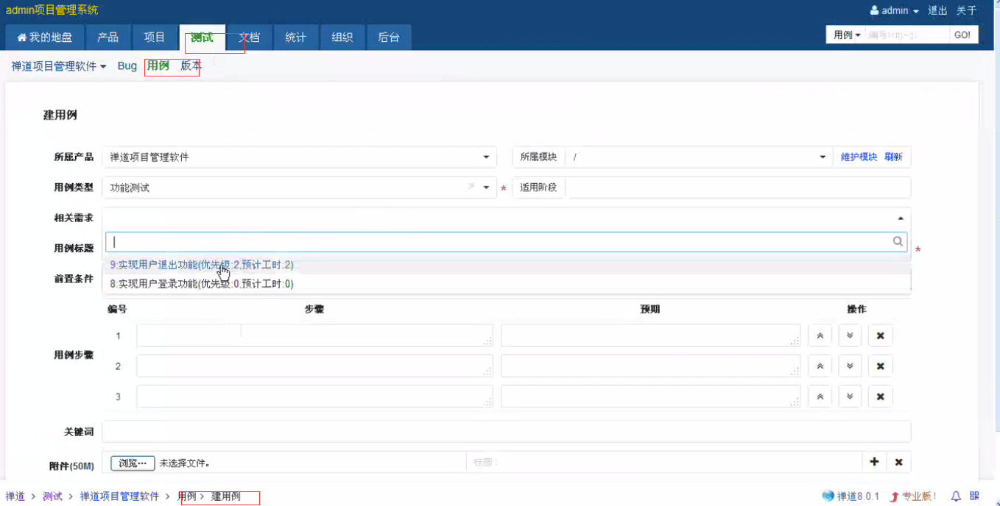 admin项目管理系统
admin 退出 关于
我的地盘 产品 项目 测试 文档 统计 组织 后台
用例 GO!
禅道项目管理软件 Bug 用例 版本
建用例
所属产品 禅道项目管理软件 所属模块 / 维护模块 刷新
用例类型 功能测试 * 适用阶段
相关需求
用例标题 *
9:实现用户退出功能(优先级:2,预计工时:2)
前置条件
8:实现用户登录功能(优先级:0,预计工时:0)
编号 步骤 预期 操作
1
用例步骤
2
3
关键词
附件(50M) 浏览… 未选择文件。 标题:
禅道 > 测试 > 禅道项目管理软件 > 用例 > 建用例
禅道8.0.1 专业版!